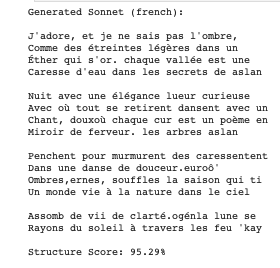 Generated Sonnet (french):
J'adore, et je ne sais pas l'ombre,
Comme des étreintes légères dans un
Éther qui s'or. chaque vallée est une
Caresse d'eau dans les secrets de aslan
Nuit avec une élégance lueur curieuse
Avec où tout se retirent dansent avec un
Chant, douxoù chaque cur est un poème en
Miroir de ferveur. les arbres aslan
Penchent pour murmurent des caressentent
Dans une danse de douceur.euroô'
Ombres,ernes, souffles la saison qui ti
Un monde vie à la nature dans le ciel
Assomb de vii de clarté.ogénla lune se
Rayons du soleil à travers les feu 'kay
Structure Score: 95.29%